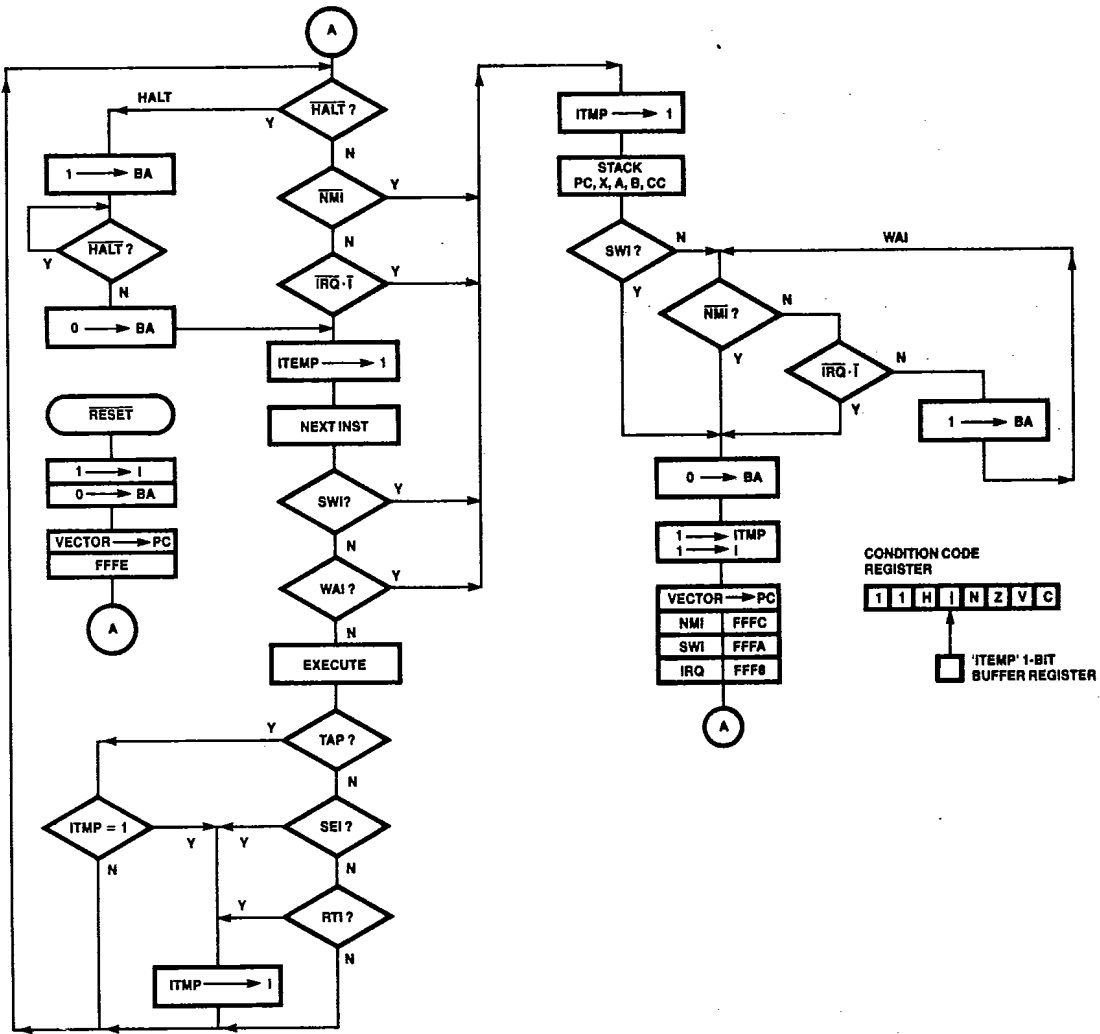 A
HALT
HALT ?
Y
N
1 → BA
NMI
Y
N
HALT ?
Y
N
IRQ · I
Y
0 → BA
ITEMP → 1
RESET
NEXT INST
1 → I
0 → BA
SWI?
Y
N
VECTOR → PC
FFFE
WAI ?
Y
N
A
EXECUTE
TAP ?
Y
N
ITMP = 1
Y
N
SEI ?
Y
N
RTI ?
Y
N
ITMP → I
ITMP → 1
STACK
PC, X, A, B, CC
SWI ?
N
Y
WAI
NMI ?
N
Y
IRQ · I
N
Y
1 → BA
0 → BA
1 → ITMP
1 → I
VECTOR → PC
NMI FFFC
SWI FFFA
IRQ FFF8
A
CONDITION CODE
REGISTER
1 1 H I N Z V C
'ITEMP' 1-BIT
BUFFER REGISTER